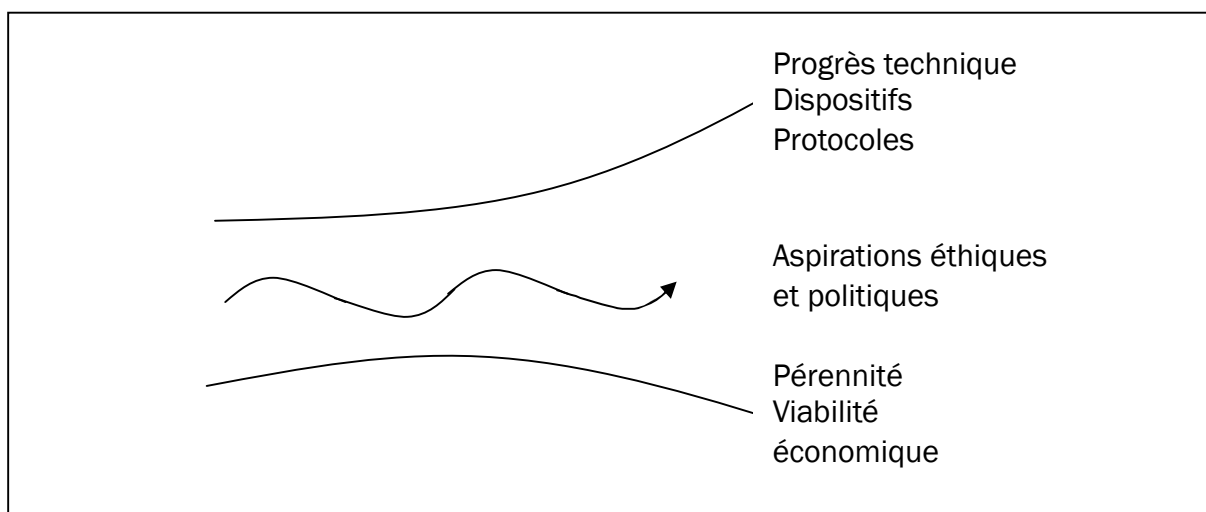 Progrès technique
Dispositifs
Protocoles
Aspirations éthiques
et politiques
Pérennité
Viabilité
économique